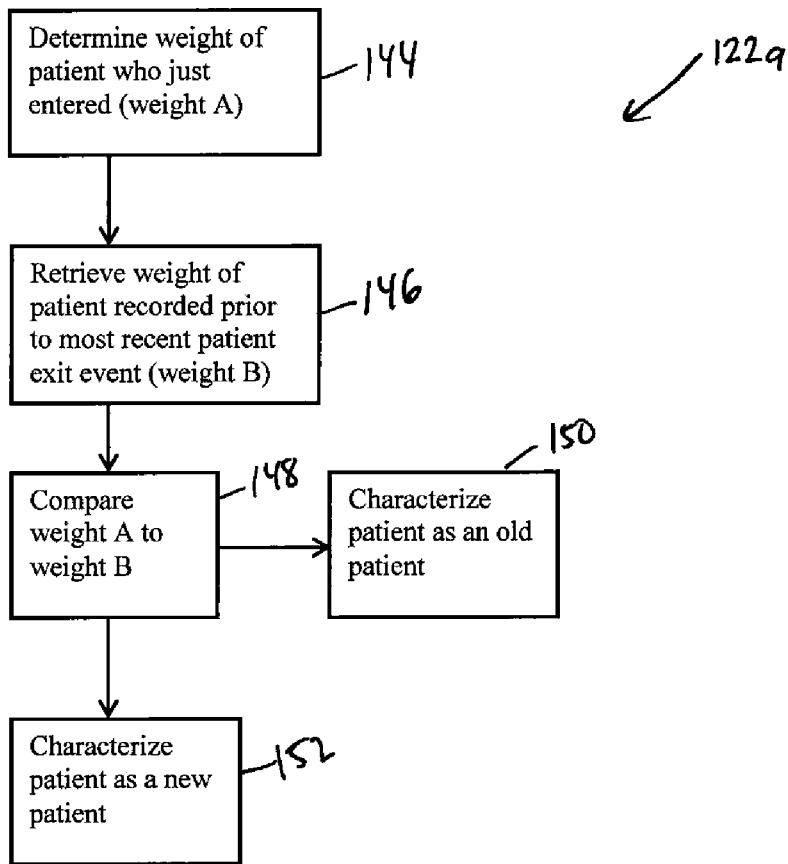 Determine weight of
patient who just
entered (weight A)
144
122a
Retrieve weight of
patient recorded prior
to most recent patient
exit event (weight B)
146
Compare
weight A to
weight B
148
150
Characterize
patient as an old
patient
Characterize
patient as a new
patient
152